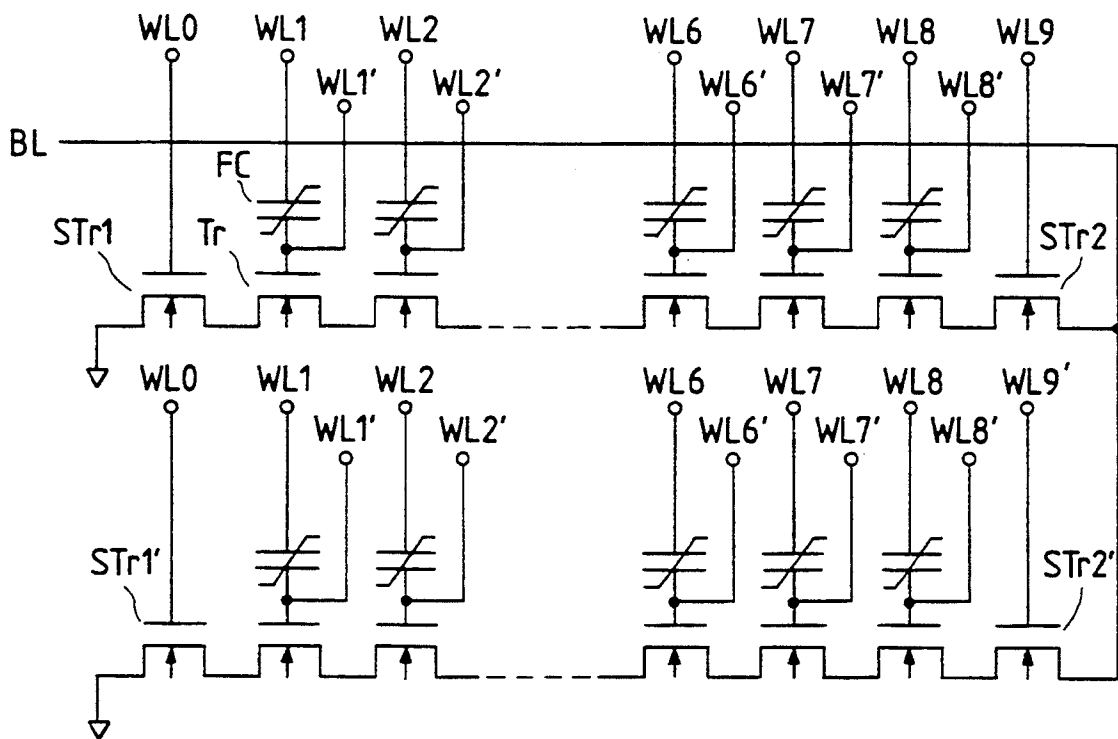 WL0 WL1 WL2 WL6 WL7 WL8 WL9
WL1' WL2' WL6' WL7' WL8'
BL
FC
STr1 Tr STr2
WL0 WL1 WL2 WL6 WL7 WL8 WL9'
WL1' WL2' WL6' WL7' WL8'
STr1' STr2'